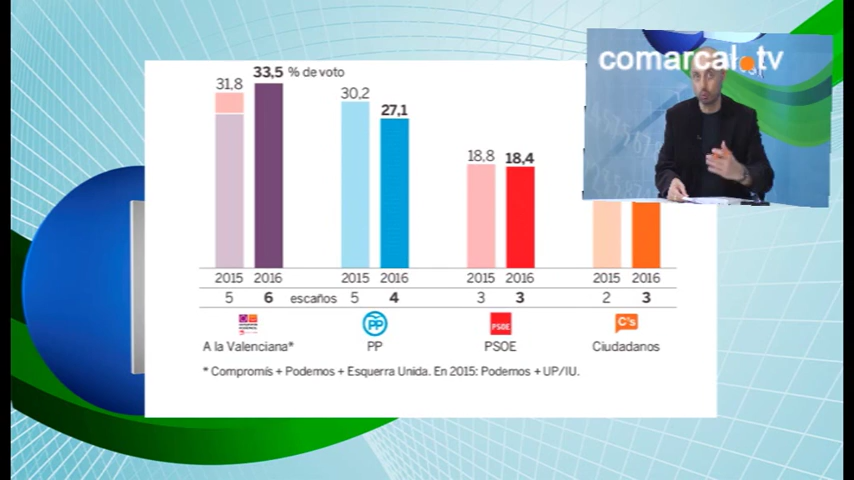 comarcal.tv
33,5 % de voto
31,8
30,2
27,1
18,8
18,4
2015 2016 2015 2016 2015 2016 2015 2016
5 6 escaños 5 4 3 3 2 3
PP
PSOE
C's
A la Valenciana* PP PSOE Ciudadanos
* Compromís + Podemos + Esquerra Unida. En 2015: Podemos + UP/IU.